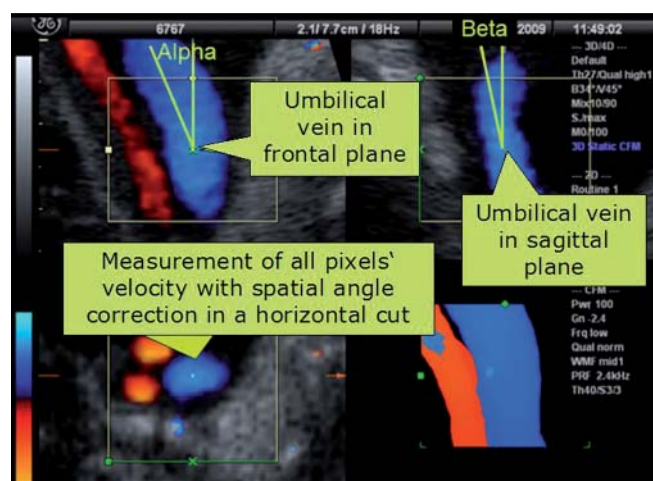 6767
2.1/ 7.7cm / 18Hz
Beta
2009
11:49:02
Alpha
Umbilical
vein in
frontal plane
--- 3D/4D ---
Default
Th27/Qual high1
B34°/V45°
Mix10/90
S./max
M0/100
3D Static CFM
--- 2D ---
Routine 1
Umbilical vein
in sagittal
plane
Measurement of all pixels‘
velocity with spatial angle
correction in a horizontal cut
--- CFM ---
Pwr 100
Gn -2.4
Frq low
Qual norm
WMF mid1
PRF 2.4kHz
Th40/S3/3